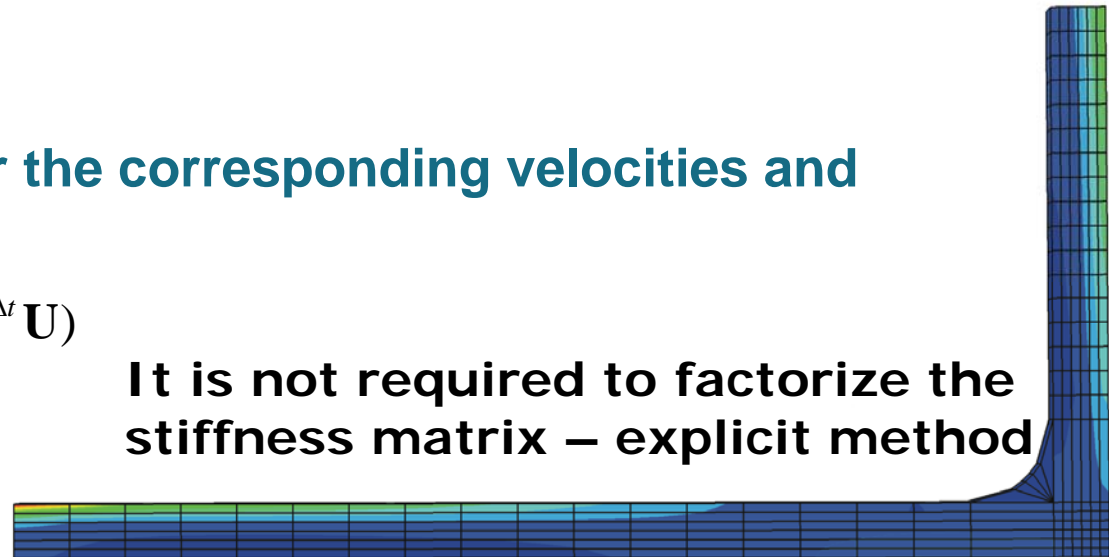 the corresponding velocities and
U)
It is not required to factorize the
stiffness matrix – explicit method